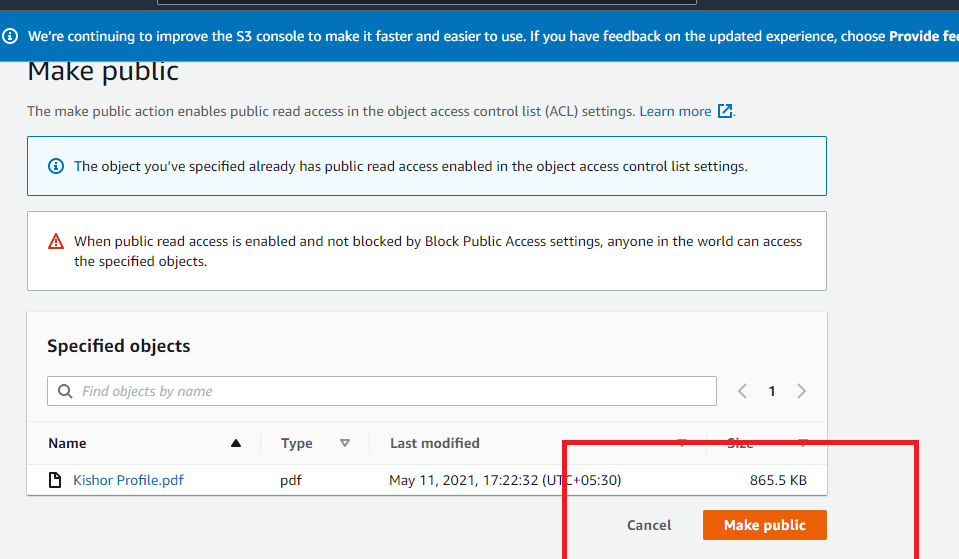 We're continuing to improve the S3 console to make it faster and easier to use. If you have feedback on the updated experience, choose Provide fee
Make public
The make public action enables public read access in the object access control list (ACL) settings. Learn more.
The object you've specified already has public read access enabled in the object access control list settings.
When public read access is enabled and not blocked by Block Public Access settings, anyone in the world can access
the specified objects.
Specified objects
Find objects by name
1
Name Type Last modified Size
Kishor Profile.pdf pdf May 11, 2021, 17:22:32 (UTC+05:30) 865.5 KB
Cancel Make public